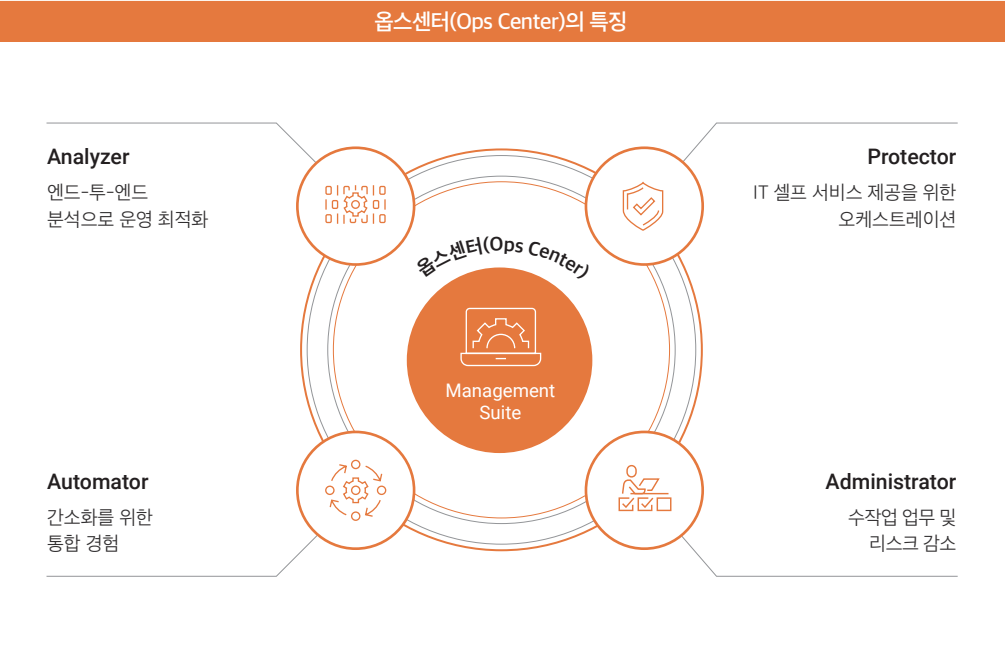 옵스센터(Ops Center)의 특징
Analyzer
엔드-투-엔드
분석으로 운영 최적화
Protector
IT 셀프 서비스 제공을 위한
오케스트레이션
옵스센터(Ops Center)
Management
Suite
Automator
간소화를 위한
통합 경험
Administrator
수작업 업무 및
리스크 감소